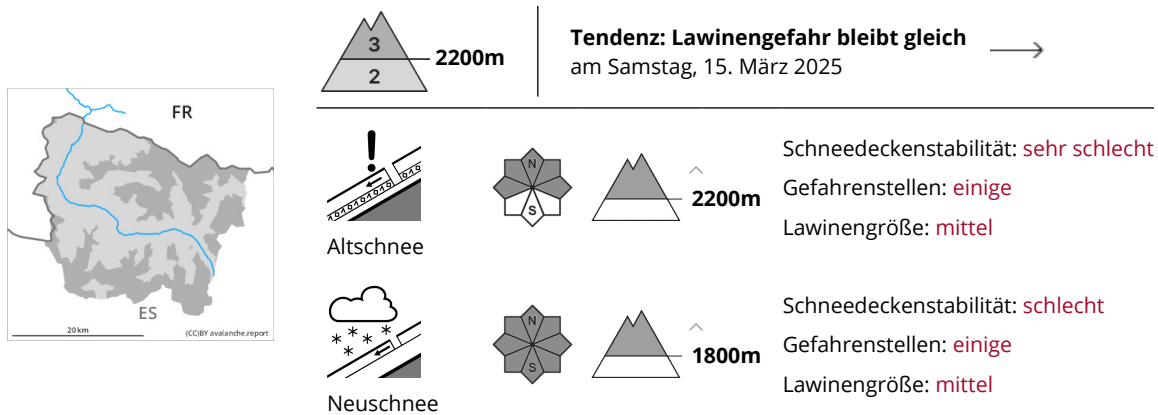 3
2
2200m
Tendenz: Lawinengefahr bleibt gleich
am Samstag, 15. März 2025
FR
ES
20 km
(CC)BY avalanche.report
Altschnee
N
S
2200m
Schneedeckenstabilität: sehr schlecht
Gefahrenstellen: einige
Lawinengröße: mittel
Neuschnee
N
S
1800m
Schneedeckenstabilität: schlecht
Gefahrenstellen: einige
Lawinengröße: mittel